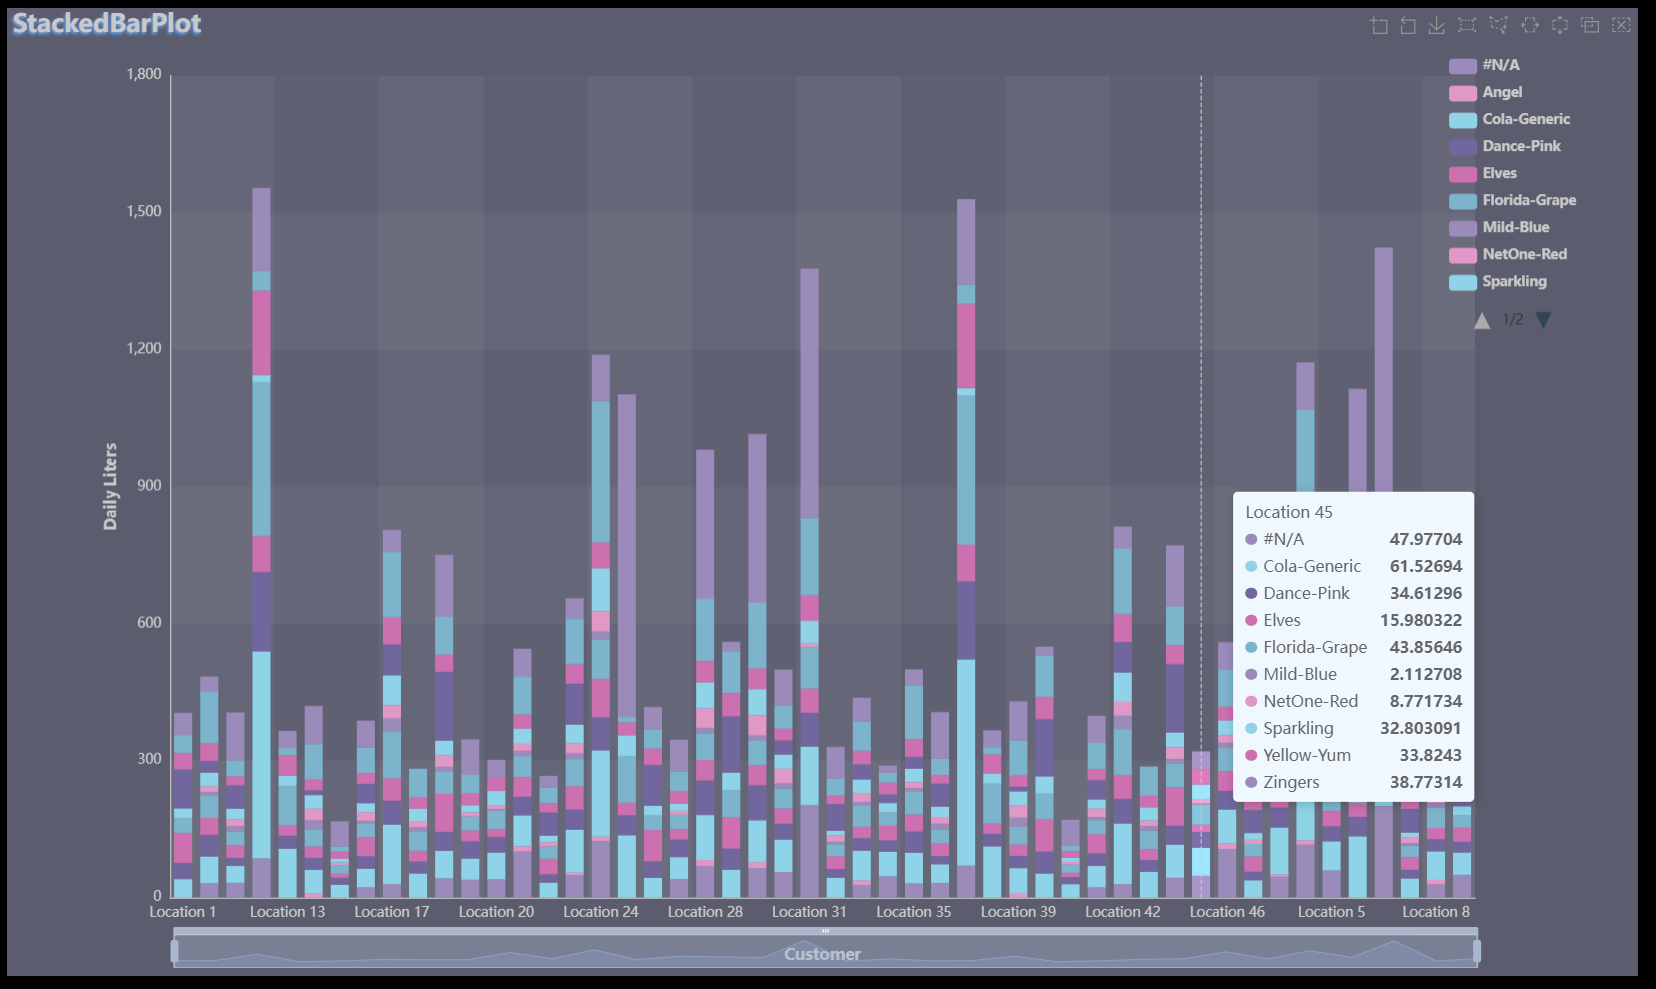 StackedBarPlot
1,800
1,500
1,200
900
600
300
0
Daily Liters
#N/A
Angel
Cola-Generic
Dance-Pink
Elves
Florida-Grape
Mild-Blue
NetOne-Red
Sparkling
1/2
Location 45
#N/A 47.97704
Cola-Generic 61.52694
Dance-Pink 34.61296
Elves 15.980322
Florida-Grape 43.85646
Mild-Blue 2.112708
NetOne-Red 8.771734
Sparkling 32.803091
Yellow-Yum 33.8243
Zingers 38.77314
Location 1 Location 13 Location 17 Location 20 Location 24 Location 28 Location 31 Location 35 Location 39 Location 42 Location 46 Location 5 Location 8
Customer